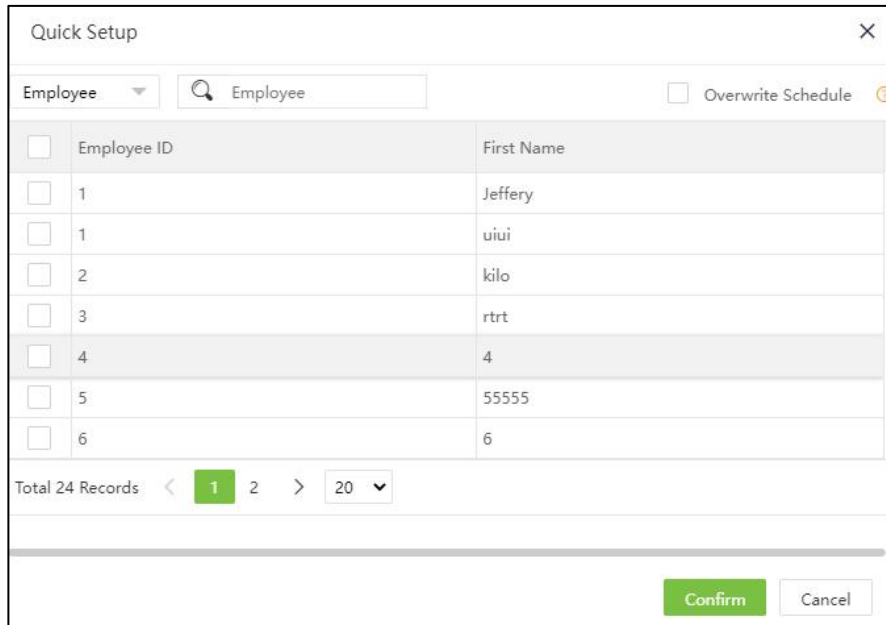 Quick Setup
Employee Employee Overwrite Schedule
Employee ID First Name
1 Jeffery
1 uiui
2 kilo
3 rtrt
4 4
5 55555
6 6
Total 24 Records 1 2 20
Confirm Cancel